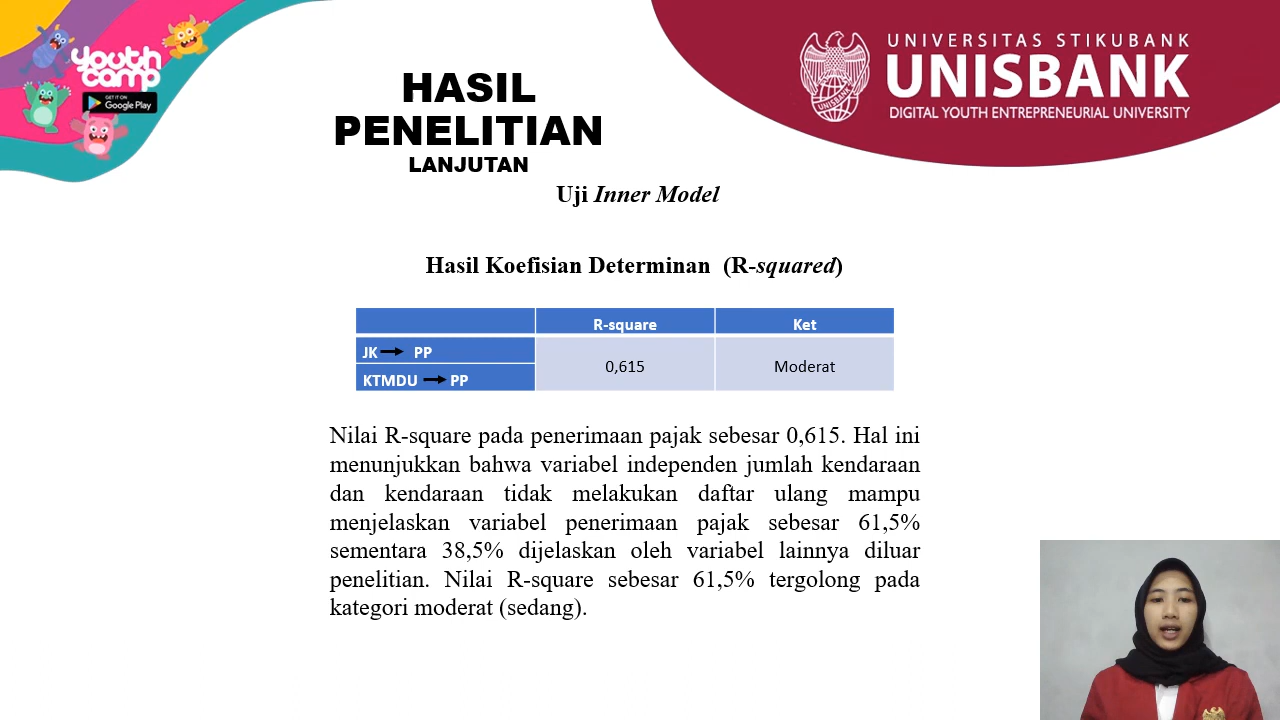 youth
camp
GET IT ON
Google Play
UNIVERSITAS STIKUBANK
UNISBANK
DIGITAL YOUTH ENTREPRENEURIAL UNIVERSITY
UNISBANK
HASIL
PENELITIAN
LANJUTAN
Uji Inner Model
Hasil Koefisian Determinan (R-squared)
R-square Ket
JK → PP
0,615 Moderat
KTMDU → PP
Nilai R-square pada penerimaan pajak sebesar 0,615. Hal ini
menunjukkan bahwa variabel independen jumlah kendaraan
dan kendaraan tidak melakukan daftar ulang mampu
menjelaskan variabel penerimaan pajak sebesar 61,5%
sementara 38,5% dijelaskan oleh variabel lainnya diluar
penelitian. Nilai R-square sebesar 61,5% tergolong pada
kategori moderat (sedang).